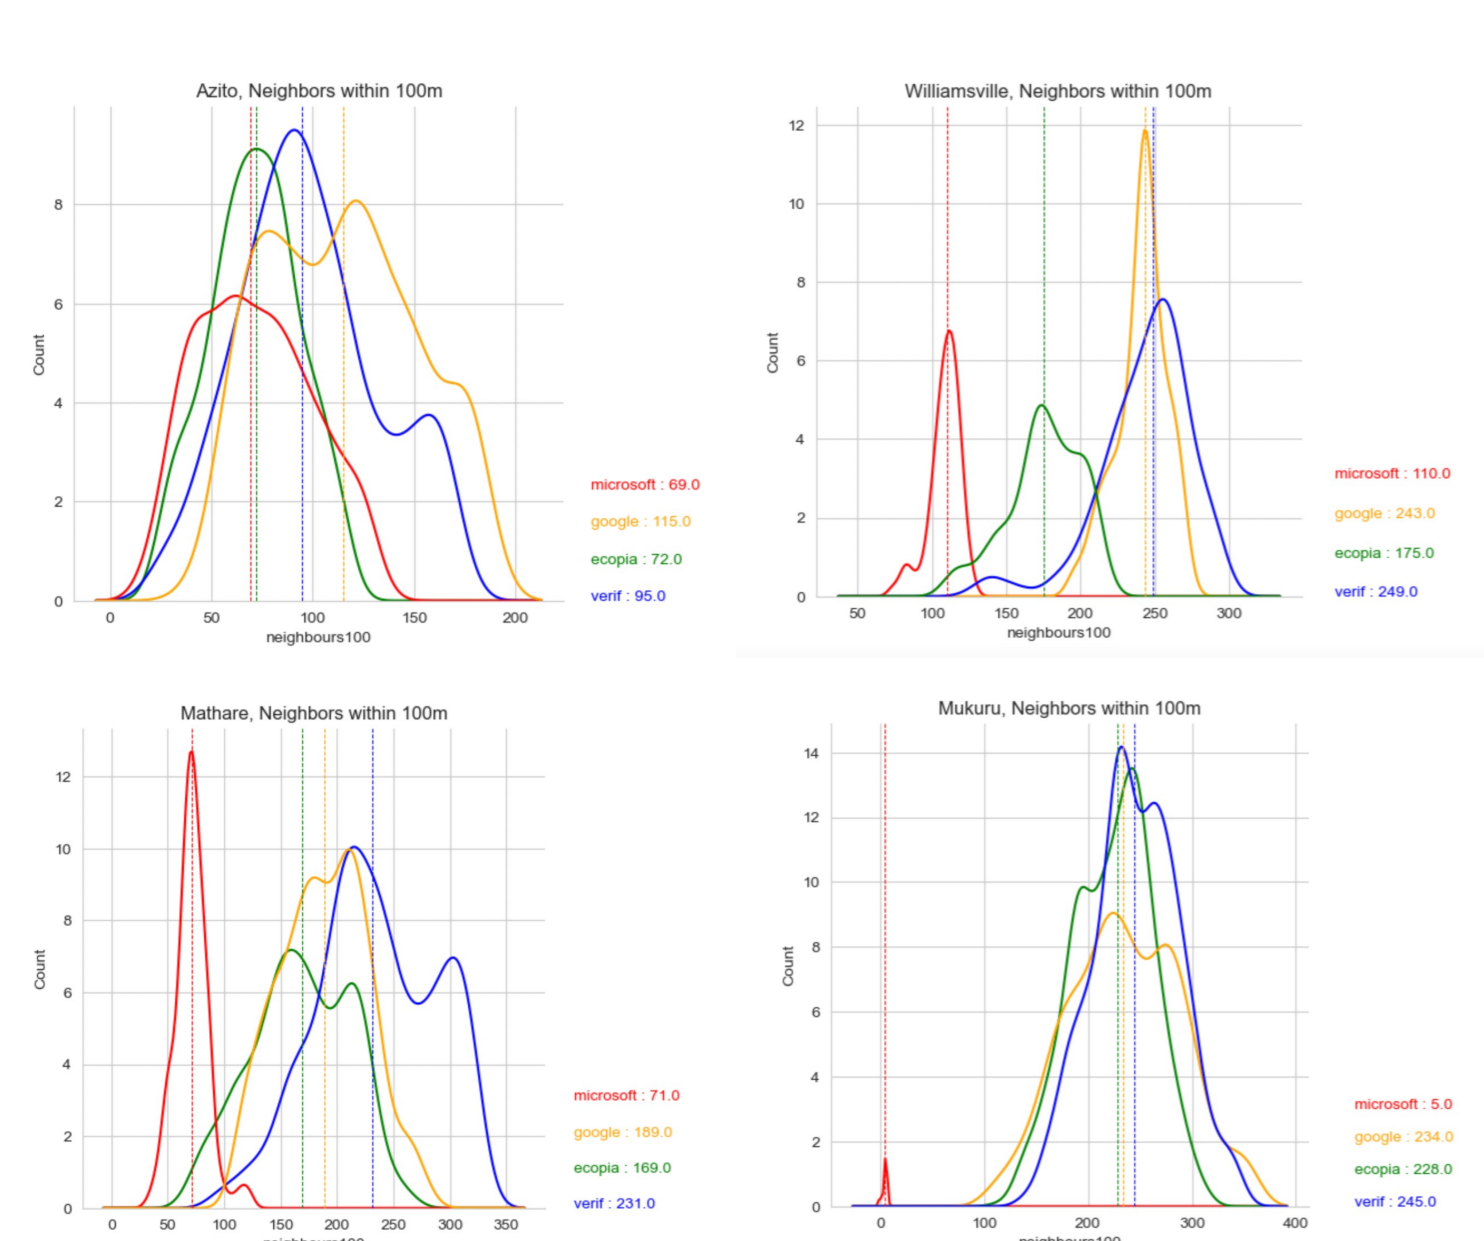 Azito, Neighbors within 100m
Count
8
6
4
2
0
0 50 100 150 200
neighbours100
microsoft : 69.0
google : 115.0
ecopia : 72.0
verif : 95.0
Williamsville, Neighbors within 100m
Count
12
10
8
6
4
2
0
50 100 150 200 250 300
neighbours100
microsoft : 110.0
google : 243.0
ecopia : 175.0
verif : 249.0
Mathare, Neighbors within 100m
Count
12
10
8
6
4
2
0
0 50 100 150 200 250 300 350
neighbours100
microsoft : 71.0
google : 189.0
ecopia : 169.0
verif : 231.0
Mukuru, Neighbors within 100m
Count
14
12
10
8
6
4
2
0
0 100 200 300 400
neighbours100
microsoft : 5.0
google : 234.0
ecopia : 228.0
verif : 245.0